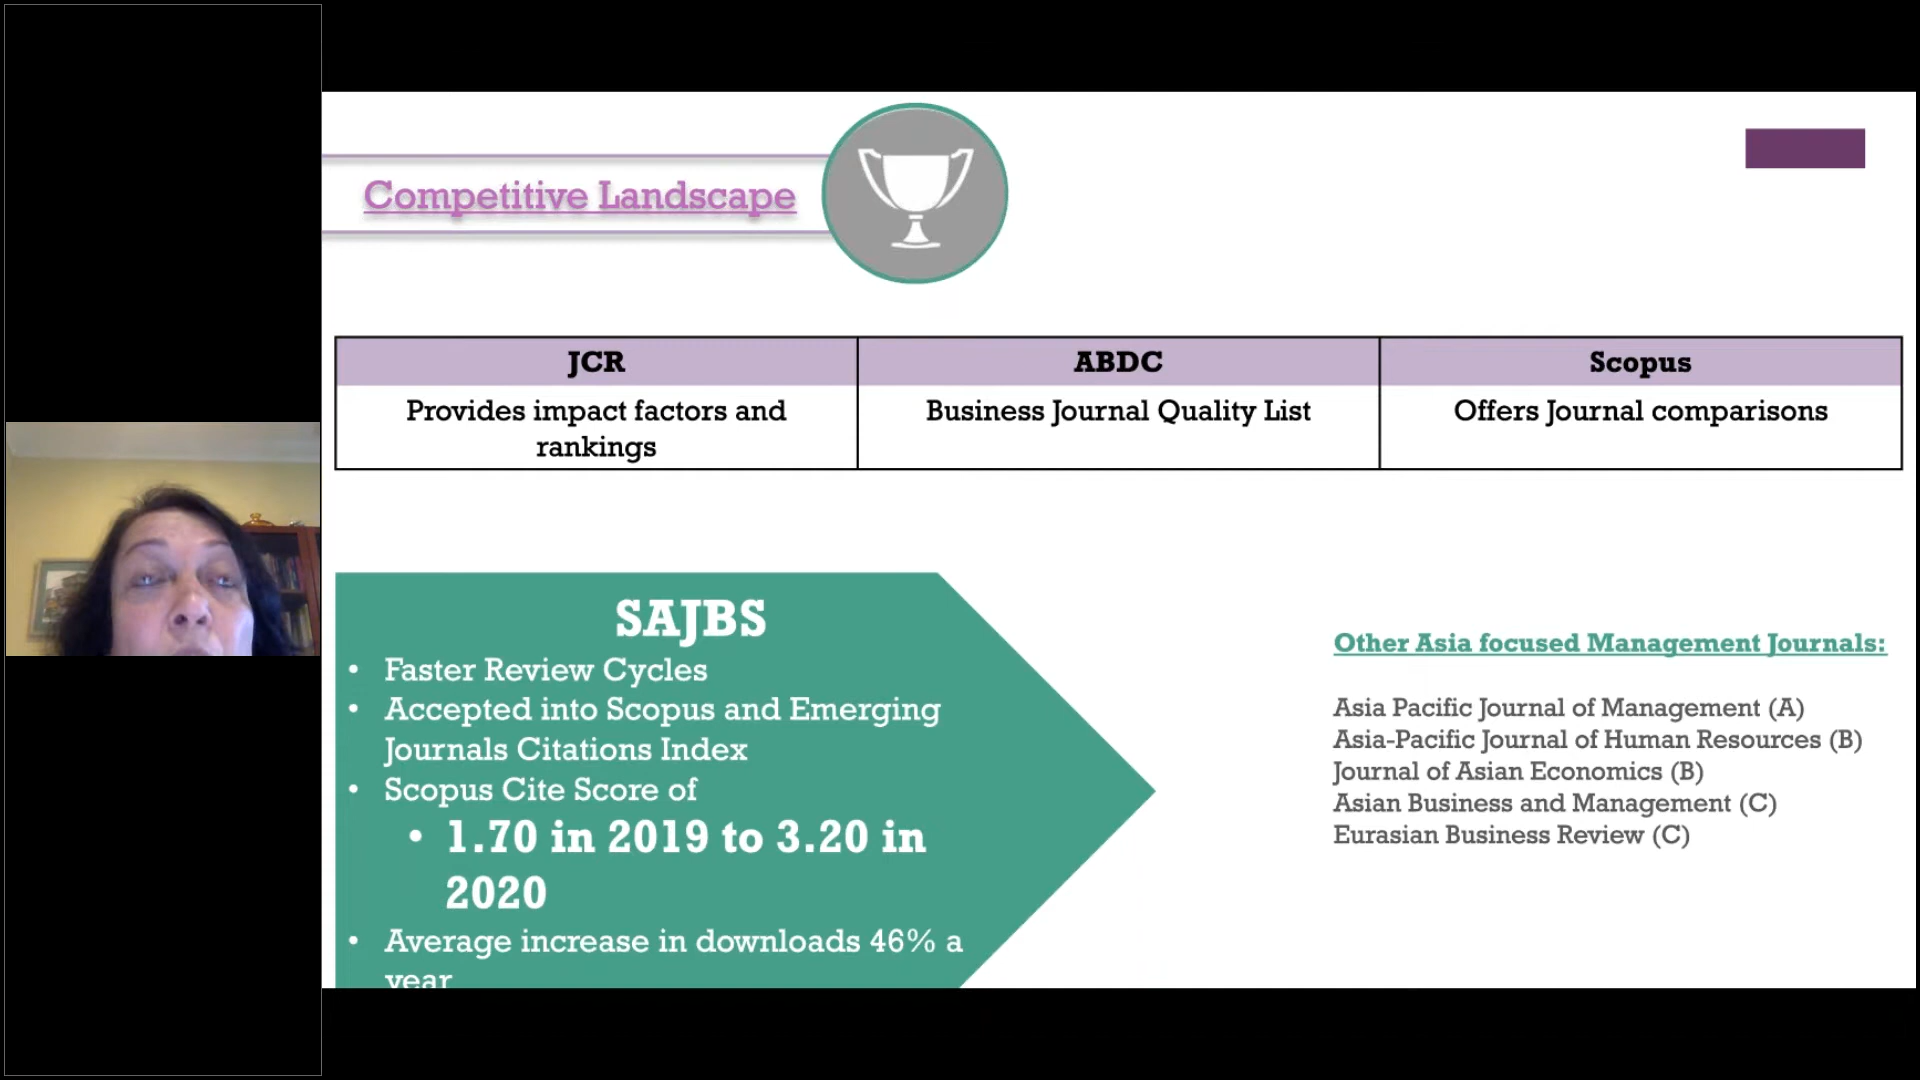 Competitive Landscape
JCR
ABDC
Scopus
Provides impact factors and
rankings
Business Journal Quality List
Offers Journal comparisons
SAJBS
• Faster Review Cycles
• Accepted into Scopus and Emerging
Journals Citations Index
• Scopus Cite Score of
• 1.70 in 2019 to 3.20 in
2020
• Average increase in downloads 46% a
year
Other Asia focused Management Journals:
Asia Pacific Journal of Management (A)
Asia-Pacific Journal of Human Resources (B)
Journal of Asian Economics (B)
Asian Business and Management (C)
Eurasian Business Review (C)